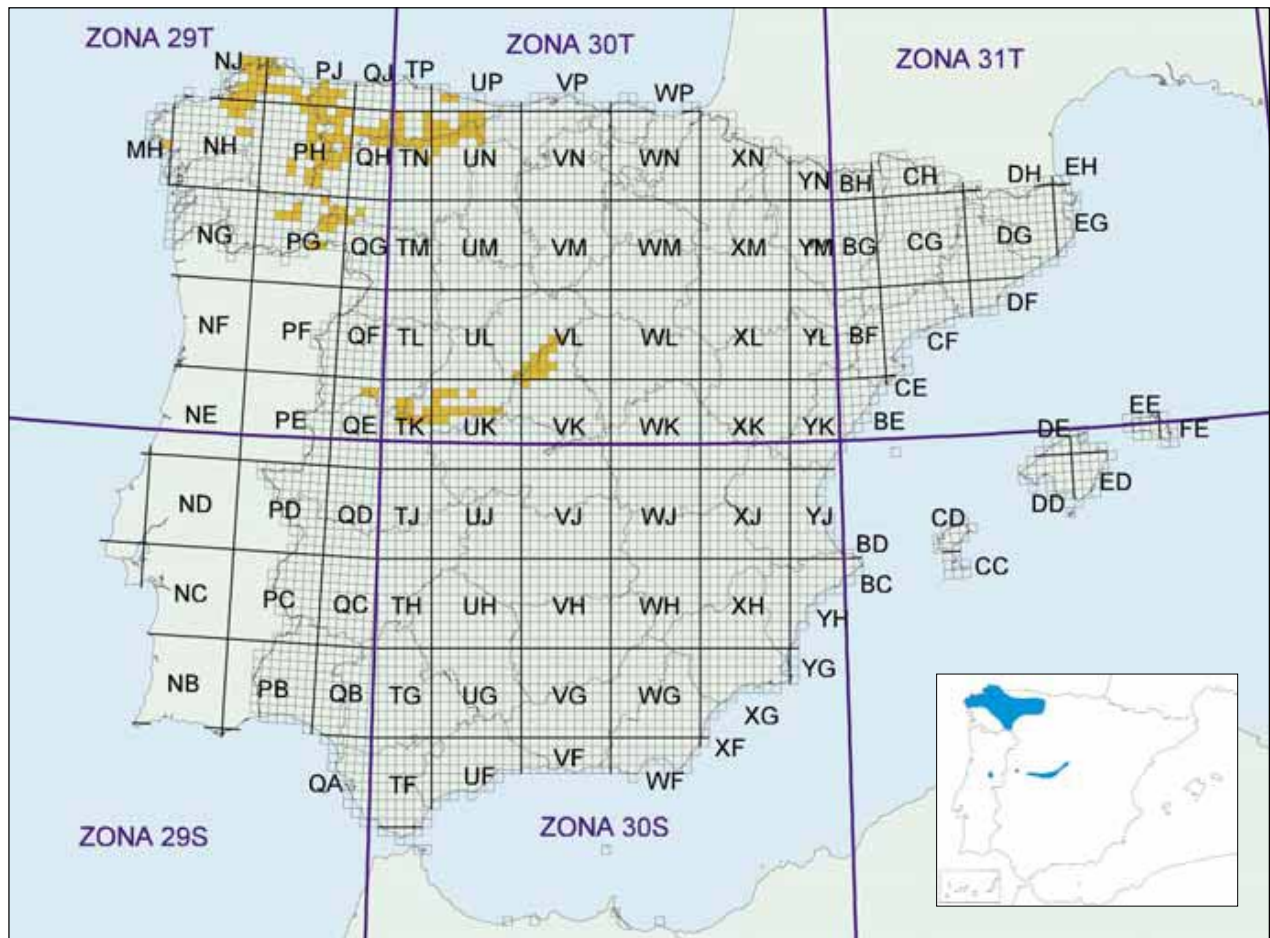 ZONA 29T
ZONA 30T
ZONA 31T
NJ PJ QJ TP UP VP WP
MH NH PH QH TN UN VN WN XN YN BH CH DH EH
NG PG QG TM UM VM WM XM YM BG CG DG EG
NF PF QF TL UL VL WL XL YL BF CF DF
NE PE QE TK UK VK WK XK YK BE CE DE EE FE
ND PD QD TJ UJ VJ WJ XJ YJ BD CD DD ED
NC PC QC TH UH VH WH XH YH BC CC
NB PB QB TG UG VG WG XG YG
QA TF UF VF WF XF
ZONA 29S
ZONA 30S